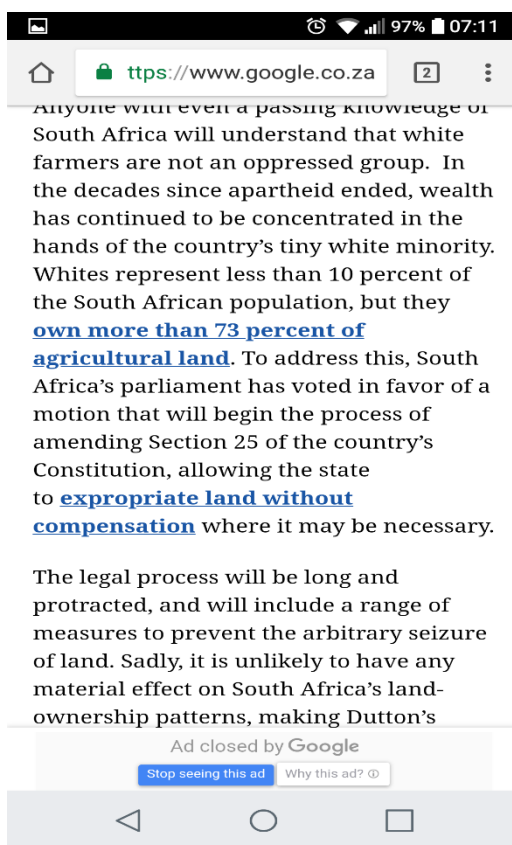 97% 07:11
ttps://www.google.co.za 2
Anyone with even a passing knowledge of
South Africa will understand that white
farmers are not an oppressed group. In
the decades since apartheid ended, wealth
has continued to be concentrated in the
hands of the country’s tiny white minority.
Whites represent less than 10 percent of
the South African population, but they
own more than 73 percent of
agricultural land. To address this, South
Africa’s parliament has voted in favor of a
motion that will begin the process of
amending Section 25 of the country’s
Constitution, allowing the state
to expropriate land without
compensation where it may be necessary.
The legal process will be long and
protracted, and will include a range of
measures to prevent the arbitrary seizure
of land. Sadly, it is unlikely to have any
material effect on South Africa’s land-
ownership patterns, making Dutton’s
Ad closed by Google
Stop seeing this ad Why this ad?